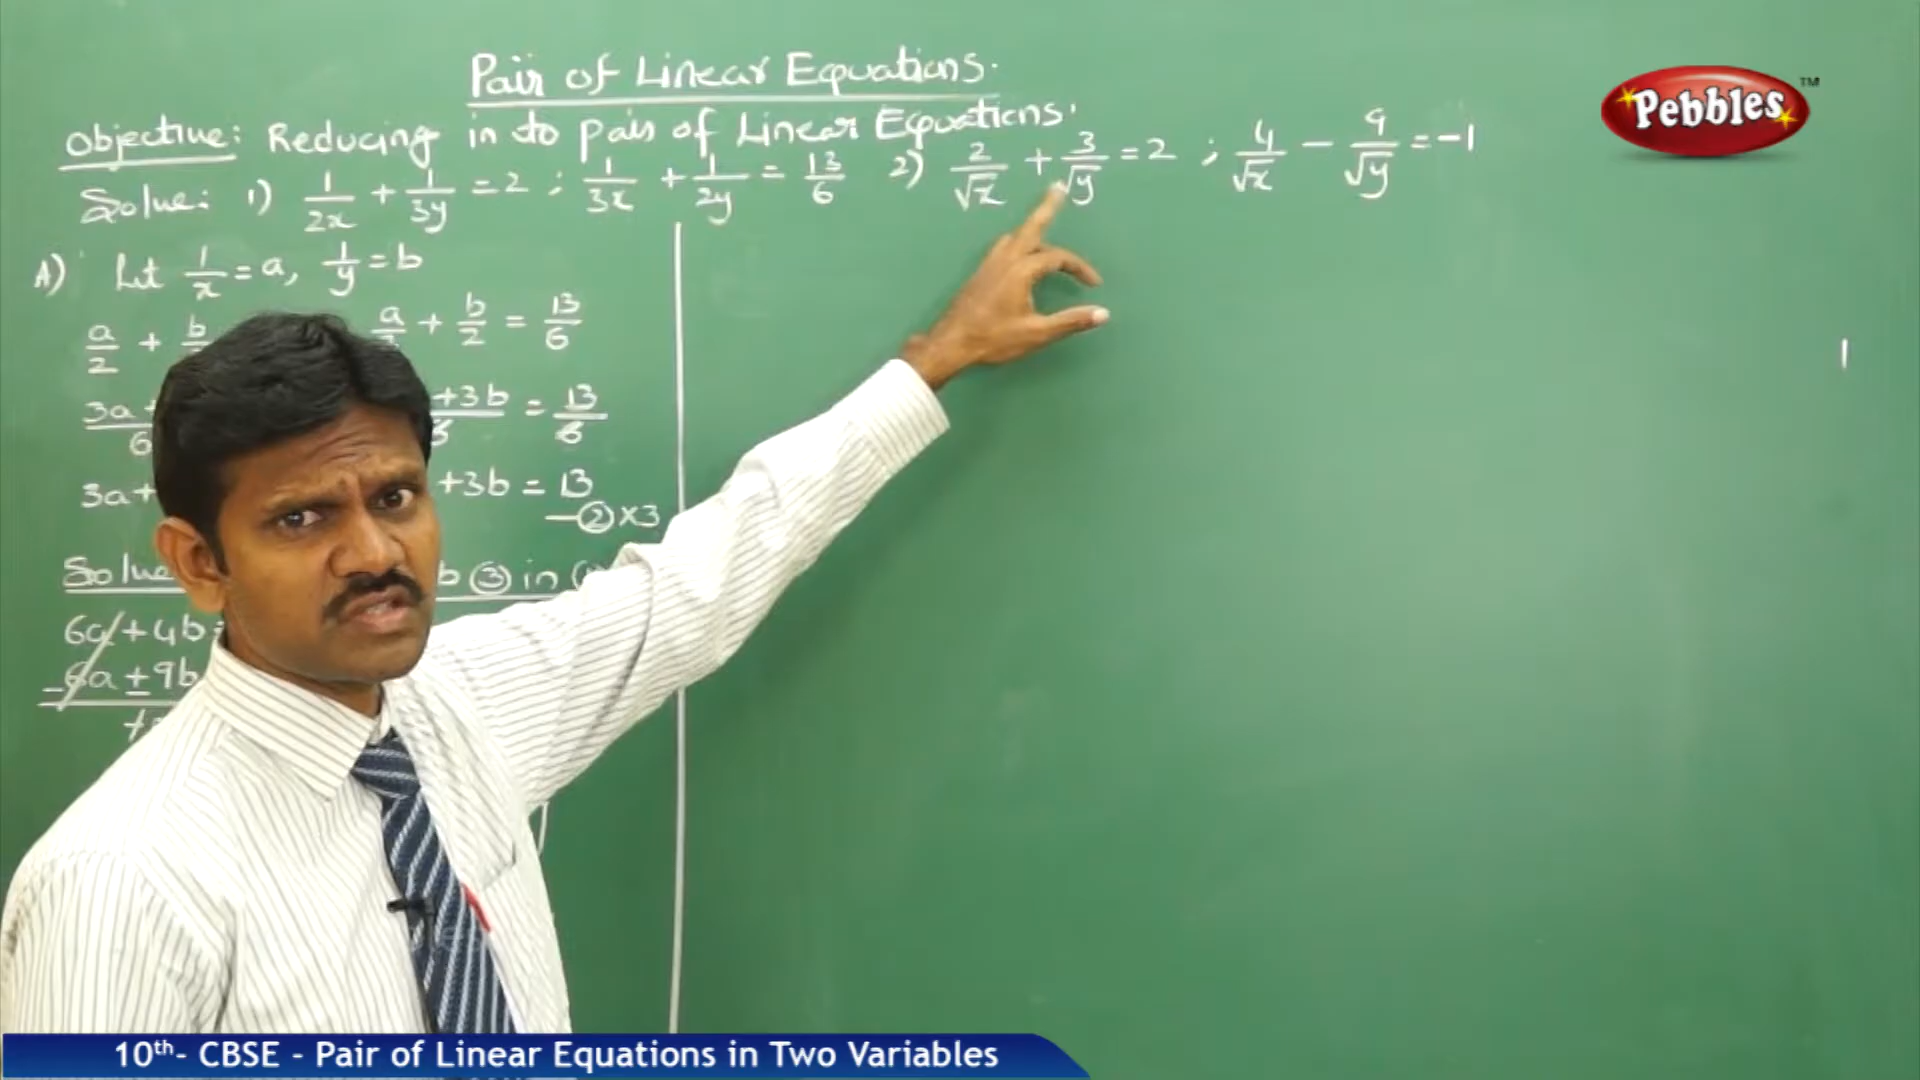 Pair of Linear Equations.
Objective: Reducing in to pair of Linear Equations.
Solve: 1) 1/2x + 1/3y = 2 ; 1/3x + 1/2y = 13/6 2) 2/√x + 3/√y = 2 ; 4/√x - 9/√y = -1
A) Let 1/x = a, 1/y = b
a/2 + b/ a/ + b/2 = 13/6
3a+ /6 +3b/6 = 13/6
3a+ +3b = 13
-②×3
Solve b ③ in
6a+4b=
-6a±9b
Pebbles™
10th- CBSE - Pair of Linear Equations in Two Variables